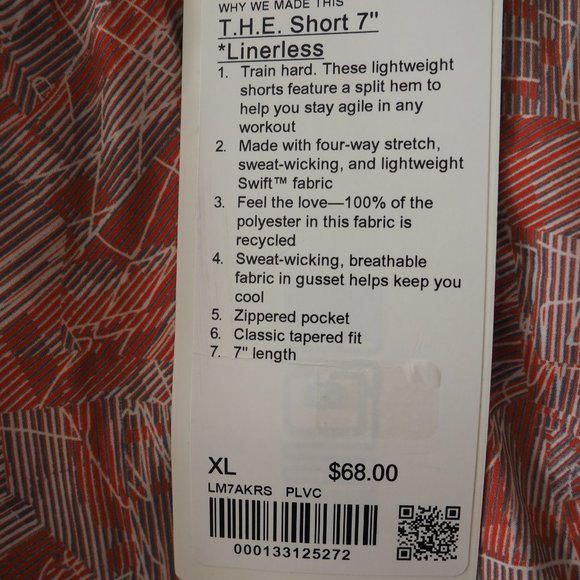 WHY WE MADE THIS
T.H.E. Short 7"
*Linerless
1. Train hard. These lightweight
shorts feature a split hem to
help you stay agile in any
workout
2. Made with four-way stretch,
sweat-wicking, and lightweight
Swift™ fabric
3. Feel the love—100% of the
polyester in this fabric is
recycled
4. Sweat-wicking, breathable
fabric in gusset helps keep you
cool
5. Zippered pocket
6. Classic tapered fit
7. 7" length
XL $68.00
LM7AKRS PLVC
000133125272